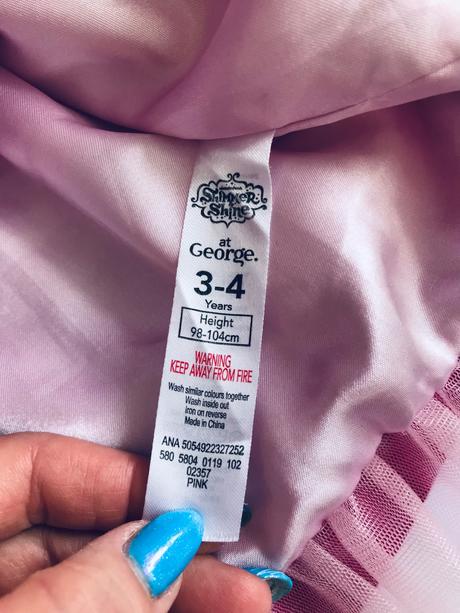 Shimmer
and
Shine
at
George.
3-4
Years
Height
98-104cm
WARNING
KEEP AWAY FROM FIRE
Wash similar colours together
Wash inside out
iron on reverse
Made in China
ANA 5054922327252
580 5804 0119 102
02357
PINK